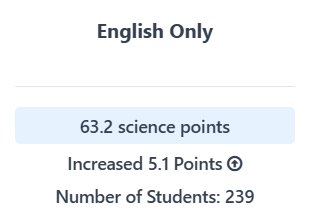 English Only
63.2 science points
Increased 5.1 Points
Number of Students: 239